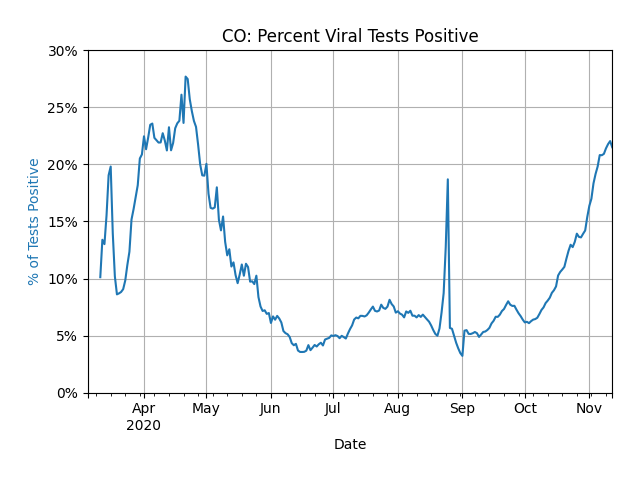 CO: Percent Viral Tests Positive
30%
25%
20%
15%
10%
5%
0%
% of Tests Positive
Apr May Jun Jul Aug Sep Oct Nov
2020
Date